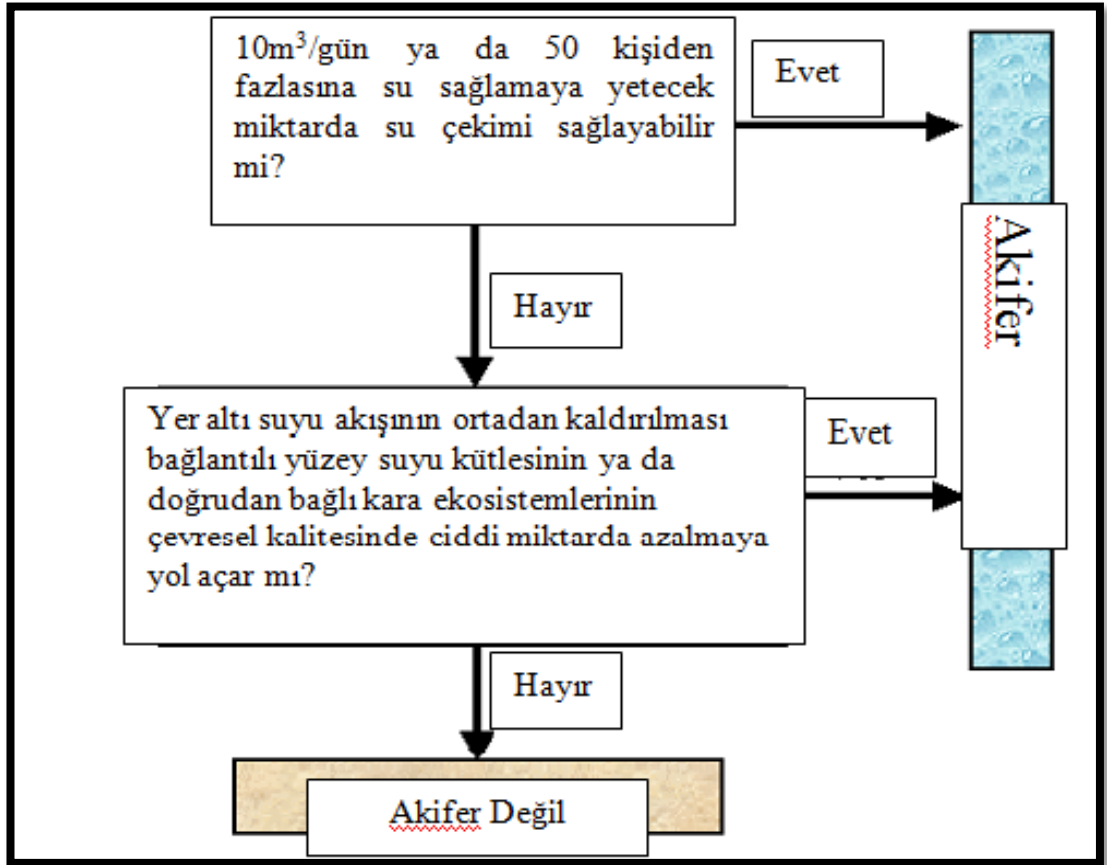 10m³/gün ya da 50 kişiden
fazlasına su sağlamaya yetecek
miktarda su çekimi sağlayabilir
mi?
Evet
Akifer
Hayır
Yer altı suyu akışının ortadan kaldırılması
bağlantılı yüzey suyu kütlesinin ya da
doğrudan bağlı kara ekosistemlerinin
çevresel kalitesinde ciddi miktarda azalmaya
yol açar mı?
Evet
Hayır
Akifer Değil